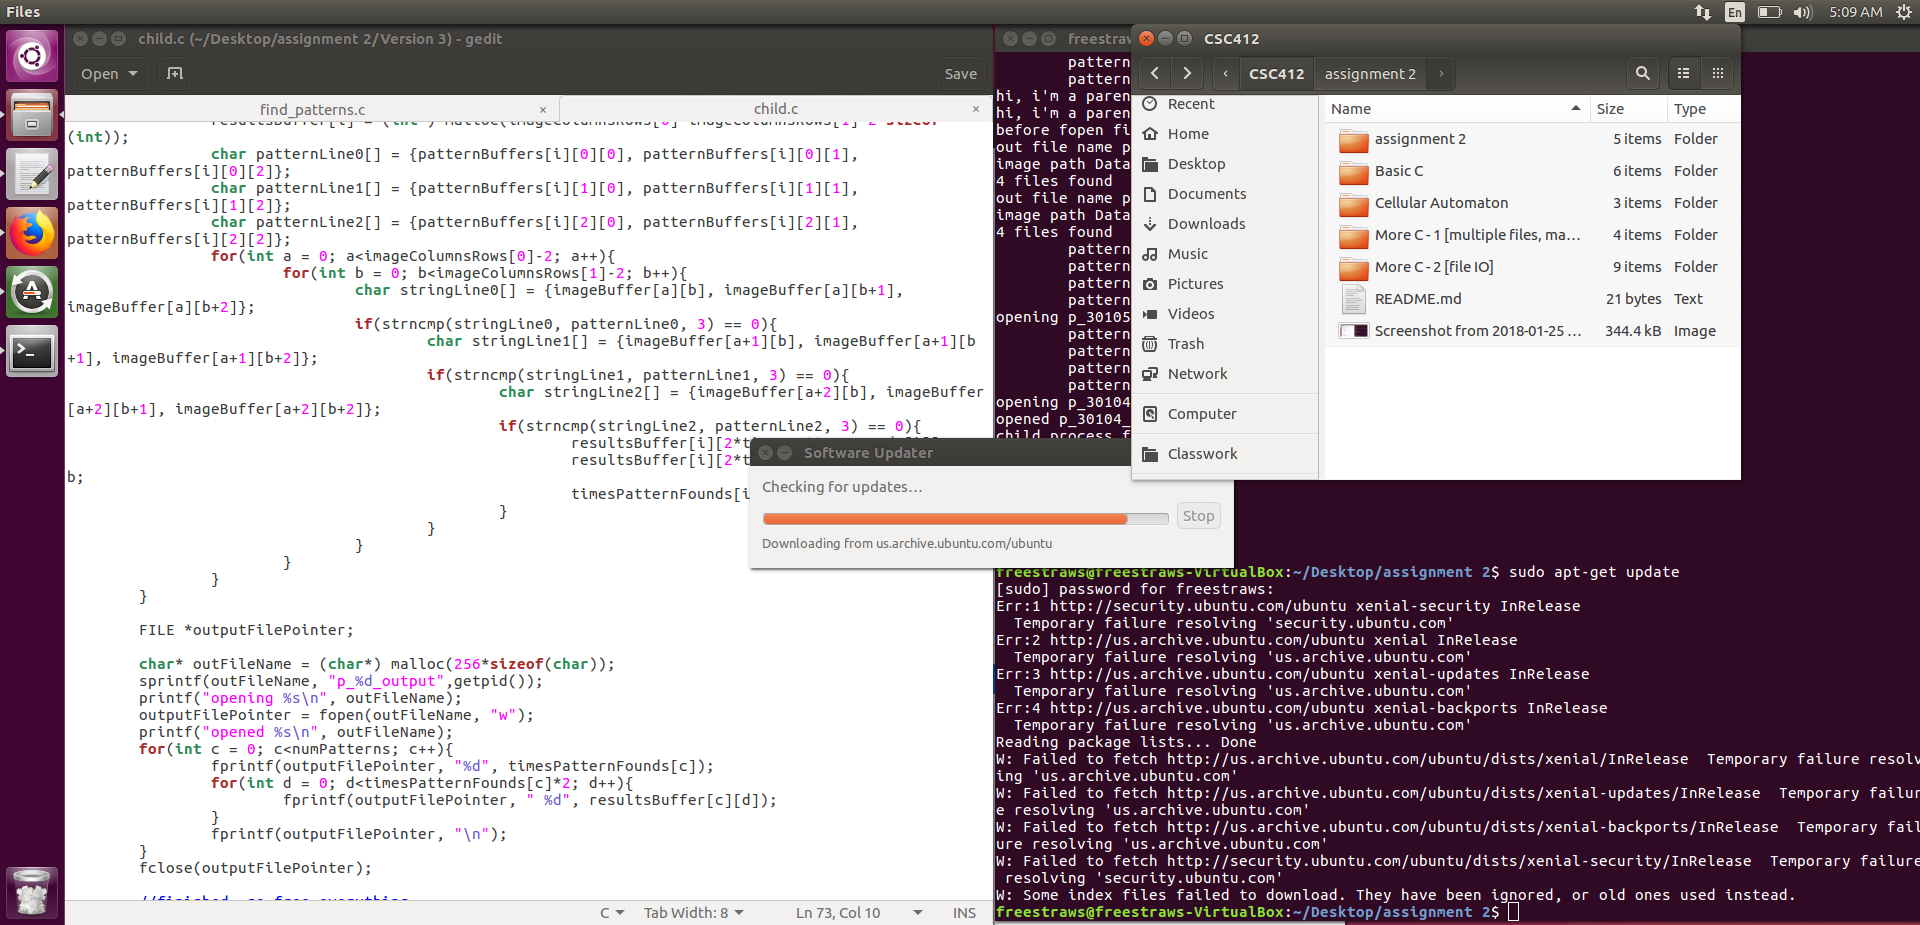 Files
En
5:09 AM
child.c (~/Desktop/assignment 2/Version 3) - gedit
Open
Save
find_patterns.c
child.c
(int));
char patternLine0[] = {patternBuffers[i][0][0], patternBuffers[i][0][1],
patternBuffers[i][0][2]};
char patternLine1[] = {patternBuffers[i][1][0], patternBuffers[i][1][1],
patternBuffers[i][1][2]};
char patternLine2[] = {patternBuffers[i][2][0], patternBuffers[i][2][1],
patternBuffers[i][2][2]};
for(int a = 0; a<imageColumnsRows[0]-2; a++){
for(int b = 0; b<imageColumnsRows[1]-2; b++){
char stringLine0[] = {imageBuffer[a][b], imageBuffer[a][b+1],
imageBuffer[a][b+2]};
if(strncmp(stringLine0, patternLine0, 3) == 0){
char stringLine1[] = {imageBuffer[a+1][b], imageBuffer[a+1][b
+1], imageBuffer[a+1][b+2]};
if(strncmp(stringLine1, patternLine1, 3) == 0){
char stringLine2[] = {imageBuffer[a+2][b], imageBuffer
[a+2][b+1], imageBuffer[a+2][b+2]};
if(strncmp(stringLine2, patternLine2, 3) == 0){
resultsBuffer[i][2*t
resultsBuffer[i][2*t
b;
timesPatternFounds[i
}
}
}
}
}
}
FILE *outputFilePointer;
char* outFileName = (char*) malloc(256*sizeof(char));
sprintf(outFileName, "p_%d_output",getpid());
printf("opening %s\n", outFileName);
outputFilePointer = fopen(outFileName, "w");
printf("opened %s\n", outFileName);
for(int c = 0; c<numPatterns; c++){
fprintf(outputFilePointer, "%d", timesPatternFounds[c]);
for(int d = 0; d<timesPatternFounds[c]*2; d++){
fprintf(outputFilePointer, " %d", resultsBuffer[c][d]);
}
fprintf(outputFilePointer, "\n");
}
fclose(outputFilePointer);
C
Tab Width: 8
Ln 73, Col 10
INS
Software Updater
Checking for updates…
Stop
Downloading from us.archive.ubuntu.com/ubuntu
freestraw
pattern
pattern
hi, i'm a paren
hi, i'm a paren
before fopen fi
out file name p
image path Data
4 files found
out file name p
image path Data
4 files found
pattern
pattern
pattern
pattern
opening p_30105
pattern
pattern
pattern
pattern
opening p_30104
opened p_30104_
child process f
CSC412
CSC412
assignment 2
Recent
Home
Desktop
Documents
Downloads
Music
Pictures
Videos
Trash
Network
Computer
Classwork
Name Size Type
assignment 2 5 items Folder
Basic C 6 items Folder
Cellular Automaton 3 items Folder
More C - 1 [multiple files, ma… 4 items Folder
More C - 2 [file IO] 9 items Folder
README.md 21 bytes Text
Screenshot from 2018-01-25 … 344.4 kB Image
freestraws@freestraws-VirtualBox:~/Desktop/assignment 2$ sudo apt-get update
[sudo] password for freestraws:
Err:1 http://security.ubuntu.com/ubuntu xenial-security InRelease
Temporary failure resolving 'security.ubuntu.com'
Err:2 http://us.archive.ubuntu.com/ubuntu xenial InRelease
Temporary failure resolving 'us.archive.ubuntu.com'
Err:3 http://us.archive.ubuntu.com/ubuntu xenial-updates InRelease
Temporary failure resolving 'us.archive.ubuntu.com'
Err:4 http://us.archive.ubuntu.com/ubuntu xenial-backports InRelease
Temporary failure resolving 'us.archive.ubuntu.com'
Reading package lists... Done
W: Failed to fetch http://us.archive.ubuntu.com/ubuntu/dists/xenial/InRelease Temporary failure resolv
ing 'us.archive.ubuntu.com'
W: Failed to fetch http://us.archive.ubuntu.com/ubuntu/dists/xenial-updates/InRelease Temporary failur
e resolving 'us.archive.ubuntu.com'
W: Failed to fetch http://us.archive.ubuntu.com/ubuntu/dists/xenial-backports/InRelease Temporary fail
ure resolving 'us.archive.ubuntu.com'
W: Failed to fetch http://security.ubuntu.com/ubuntu/dists/xenial-security/InRelease Temporary failure
resolving 'security.ubuntu.com'
W: Some index files failed to download. They have been ignored, or old ones used instead.
freestraws@freestraws-VirtualBox:~/Desktop/assignment 2$